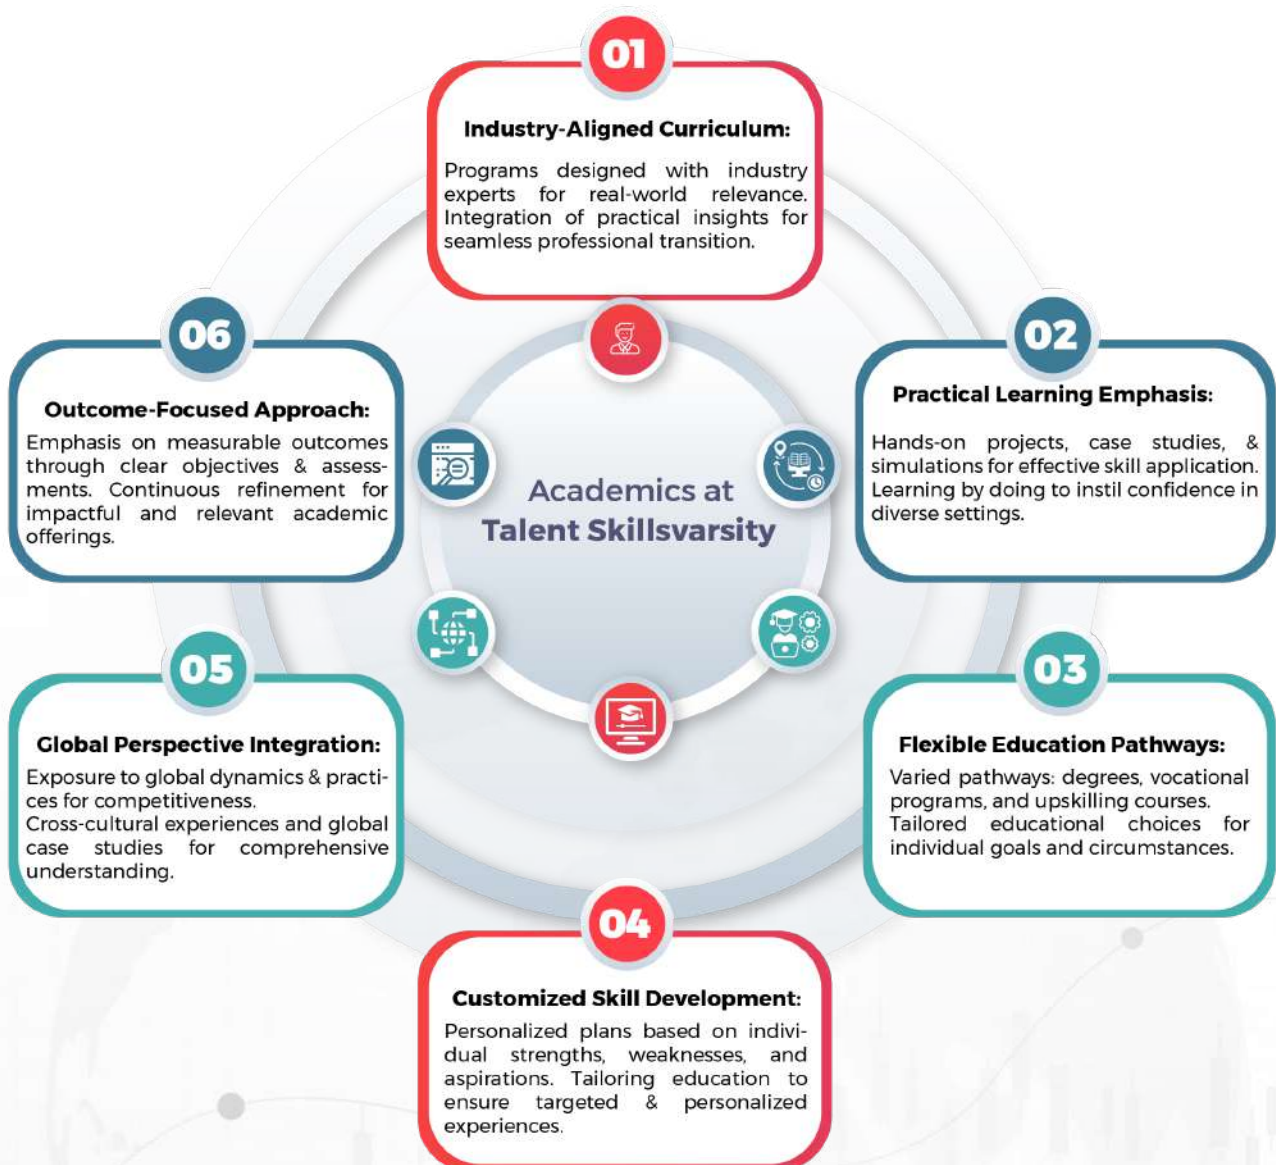 01
Industry-Aligned Curriculum:
Programs designed with industry
experts for real-world relevance.
Integration of practical insights for
seamless professional transition.
06
Outcome-Focused Approach:
Emphasis on measurable outcomes
through clear objectives & assess-
ments. Continuous refinement for
impactful and relevant academic
offerings.
02
Practical Learning Emphasis:
Hands-on projects, case studies, &
simulations for effective skill application.
Learning by doing to instil confidence in
diverse settings.
Academics at
Talent Skillsvarsity
05
Global Perspective Integration:
Exposure to global dynamics & practi-
ces for competitiveness.
Cross-cultural experiences and global
case studies for comprehensive
understanding.
03
Flexible Education Pathways:
Varied pathways: degrees, vocational
programs, and upskilling courses.
Tailored educational choices for
individual goals and circumstances.
04
Customized Skill Development:
Personalized plans based on indivi-
dual strengths, weaknesses, and
aspirations. Tailoring education to
ensure targeted & personalized
experiences.